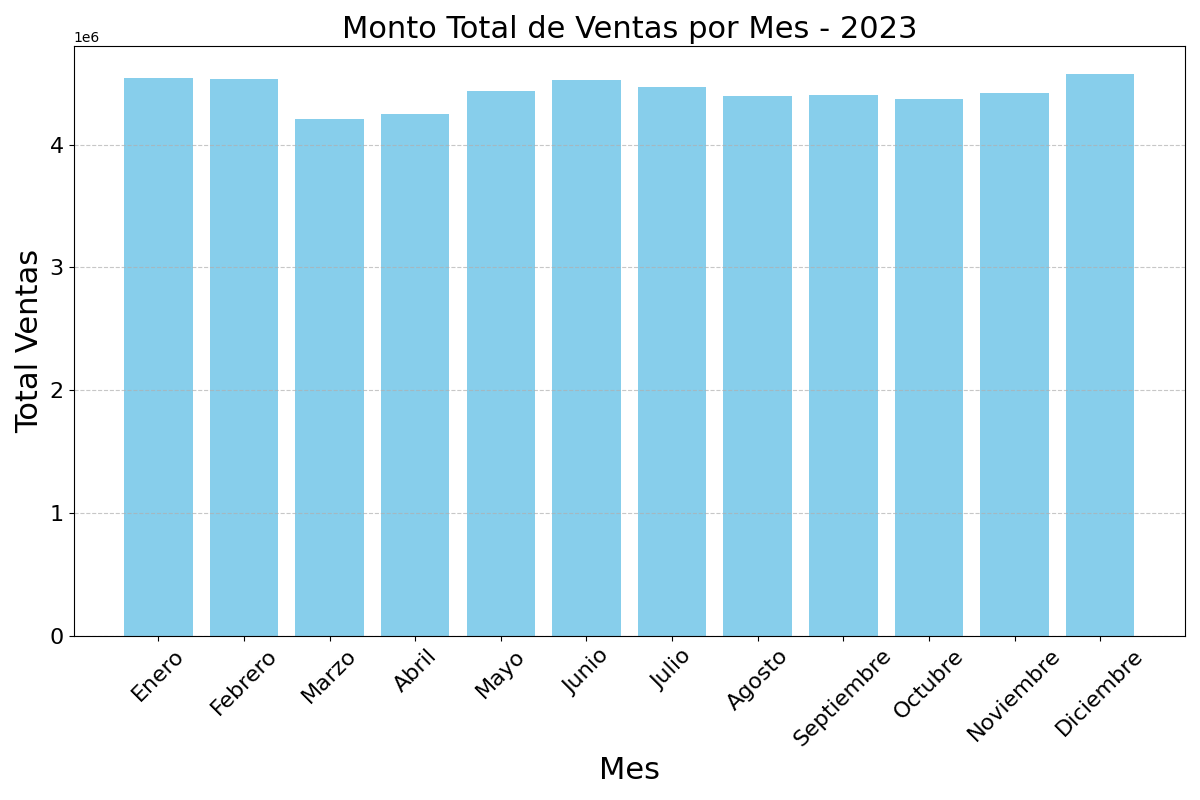 Monto Total de Ventas por Mes - 2023
1e6
4
3
2
1
0
Total Ventas
Enero
Febrero
Marzo
Abril
Mayo
Junio
Julio
Agosto
Septiembre
Octubre
Noviembre
Diciembre
Mes